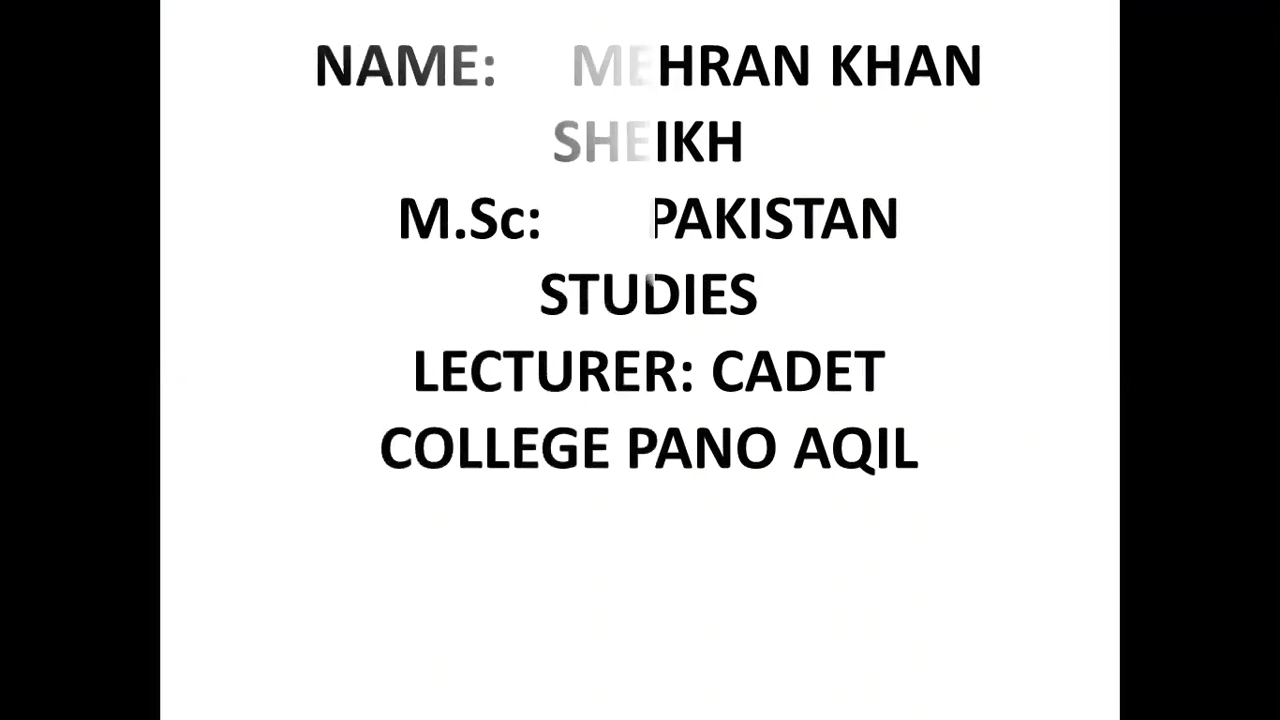 NAME: MEHRAN KHAN
SHEIKH
M.Sc: PAKISTAN
STUDIES
LECTURER: CADET
COLLEGE PANO AQIL